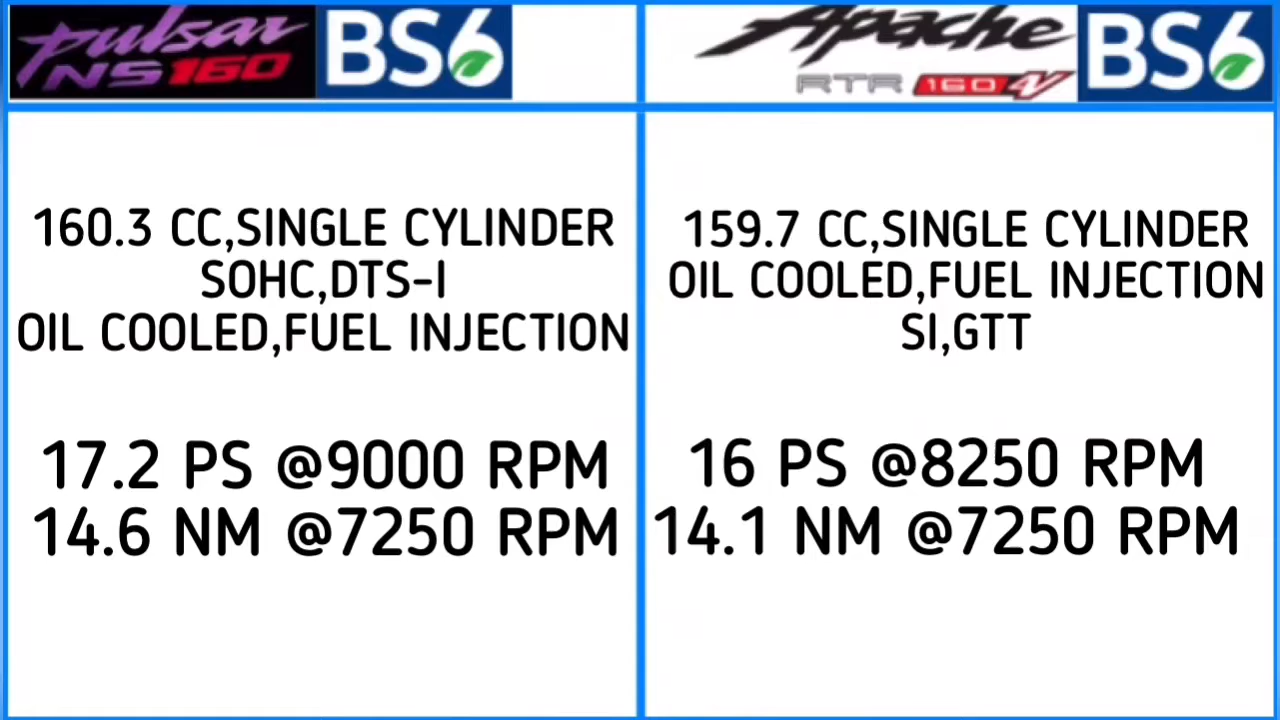 Pulsar
NS160
BS6
Apache
RTR 160 4V
BS6
160.3 CC,SINGLE CYLINDER
SOHC,DTS-I
OIL COOLED,FUEL INJECTION
17.2 PS @9000 RPM
14.6 NM @7250 RPM
159.7 CC,SINGLE CYLINDER
OIL COOLED,FUEL INJECTION
SI,GTT
16 PS @8250 RPM
14.1 NM @7250 RPM